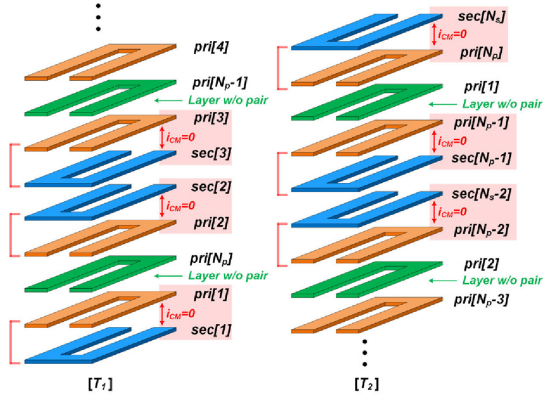 pri[4]
pri[Np-1]
Layer w/o pair
pri[3]
iCM=0
sec[3]
sec[2]
iCM=0
pri[2]
pri[Np]
Layer w/o pair
pri[1]
iCM=0
sec[1]
[T1]
sec[Ns]
iCM=0
pri[Np]
pri[1]
Layer w/o pair
pri[Np-1]
iCM=0
sec[Np-1]
sec[Ns-2]
iCM=0
pri[Np-2]
pri[2]
Layer w/o pair
pri[Np-3]
[T2]